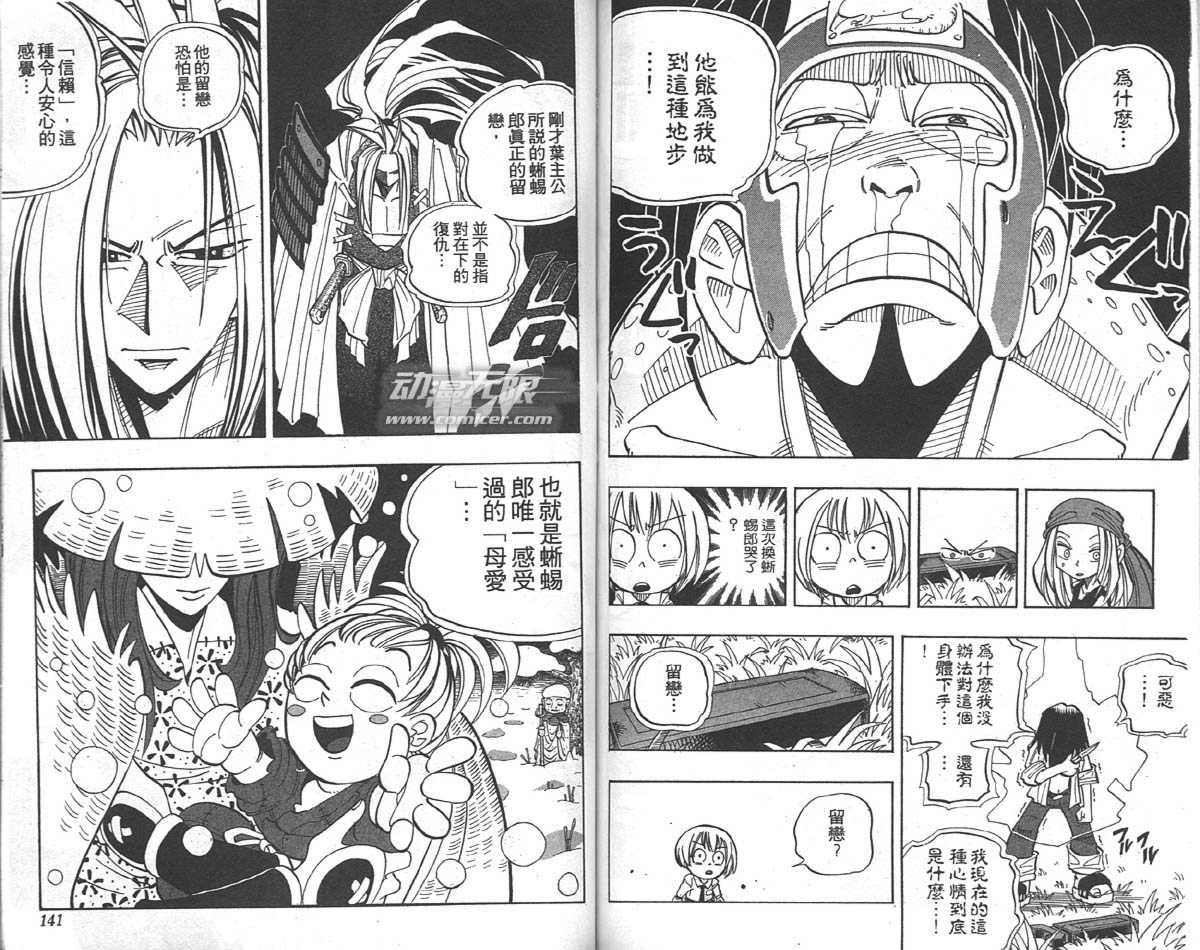 爲什麼…
他能爲我做
到這種地步
…！
這次換蜥
蜴郎哭了
？
可惡
…！
爲什麼我沒
辦法對這個
身體下手…
！
還有
…
我現在的這
種心情到底
是什麼…！
留戀…
留戀？
剛才葉主公
所説的蜥蜴
郎眞正的留
戀，
並不是指
對在下的
復仇…
他的留戀
恐怕是…
「信賴」，這
種令人安心的
感覺…
也就是蜥蜴
郎唯一感受
過的「母愛
」…
动漫无限
www.comicer.com
141